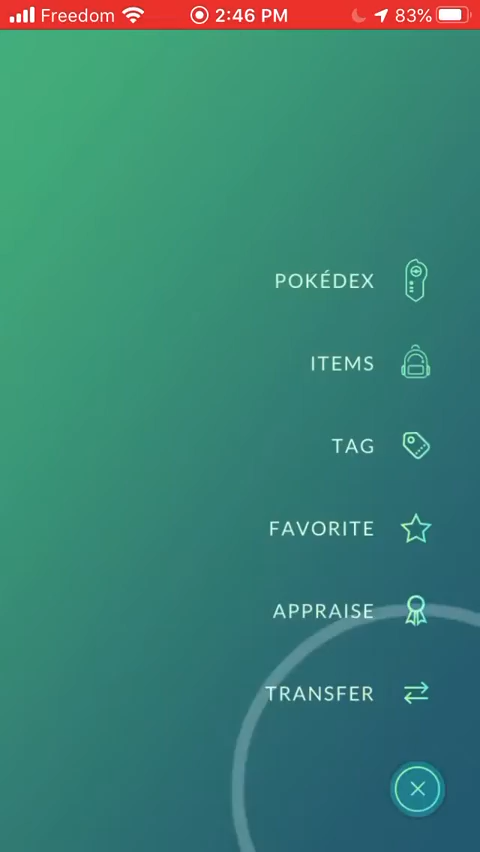 Freedom 2:46 PM 83%
POKÉDEX
ITEMS
TAG
FAVORITE
APPRAISE
TRANSFER